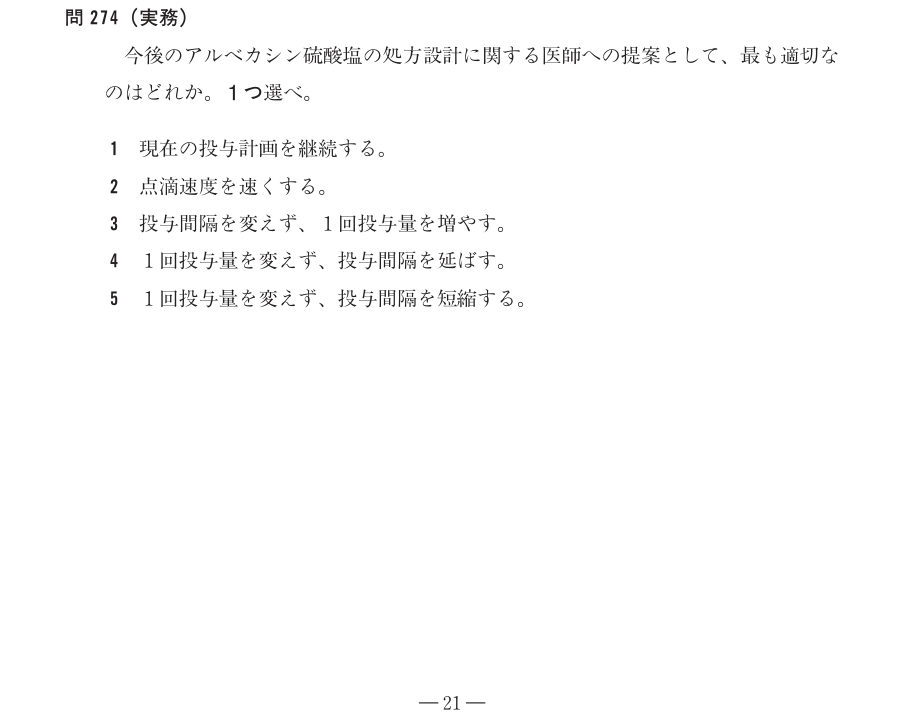 問 274（実務）
今後のアルベカシン硫酸塩の処方設計に関する医師への提案として、最も適切な
のはどれか。１つ選べ。
1 現在の投与計画を継続する。
2 点滴速度を速くする。
3 投与間隔を変えず、１回投与量を増やす。
4 １回投与量を変えず、投与間隔を延ばす。
5 １回投与量を変えず、投与間隔を短縮する。
― 21 ―